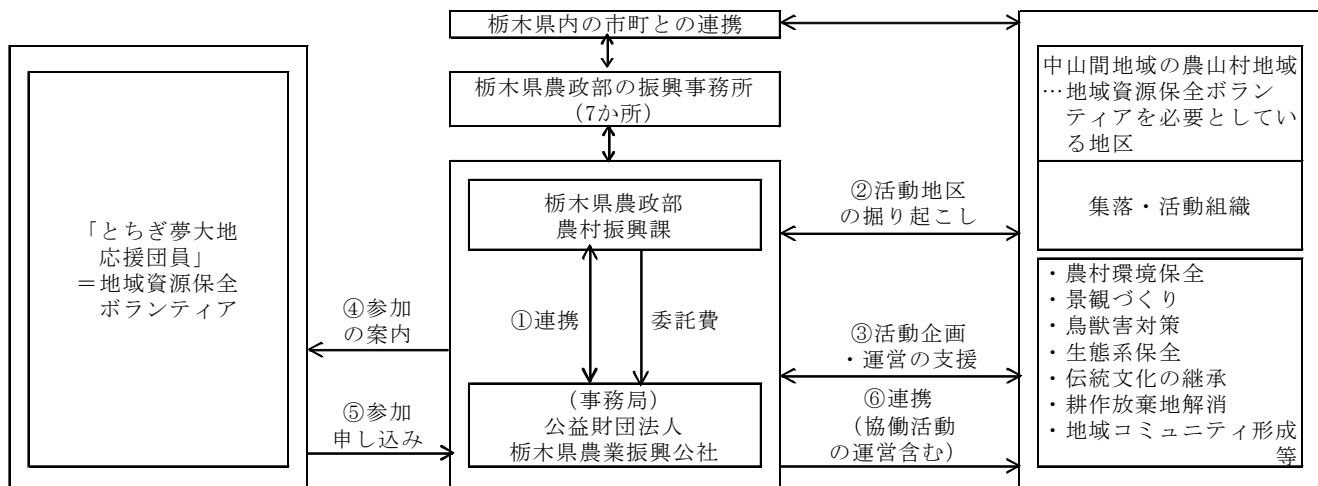 栃木県内の市町との連携
栃木県農政部の振興事務所
(7か所)
「とちぎ夢大地
応援団員」
＝地域資源保全
ボランティア
④参加
の案内
⑤参加
申し込み
栃木県農政部
農村振興課
①連携
委託費
(事務局)
公益財団法人
栃木県農業振興公社
②活動地区
の掘り起こし
③活動企画
・運営の支援
⑥連携
(協働活動
の運営含む)
中山間地域の農山村地域
…地域資源保全ボラン
ティアを必要としてい
る地区
集落・活動組織
・農村環境保全
・景観づくり
・鳥獣害対策
・生態系保全
・伝統文化の継承
・耕作放棄地解消
・地域コミュニティ形成
等